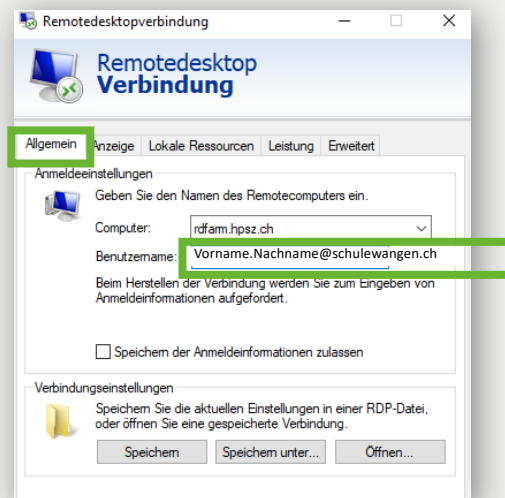 Remotedesktopverbindung
Remotedesktop
Verbindung
Allgemein Anzeige Lokale Ressourcen Leistung Erweitert
Anmeldeeinstellungen
Geben Sie den Namen des Remotecomputers ein.
Computer: rdfarm.hpsz.ch
Benutzername: Vorname.Nachname@schulewangen.ch
Beim Herstellen der Verbindung werden Sie zum Eingeben von
Anmeldeinformationen aufgefordert.
Speichern der Anmeldeinformationen zulassen
Verbindungseinstellungen
Speichern Sie die aktuellen Einstellungen in einer RDP-Datei,
oder öffnen Sie eine gespeicherte Verbindung.
Speichern Speichern unter... Öffnen...